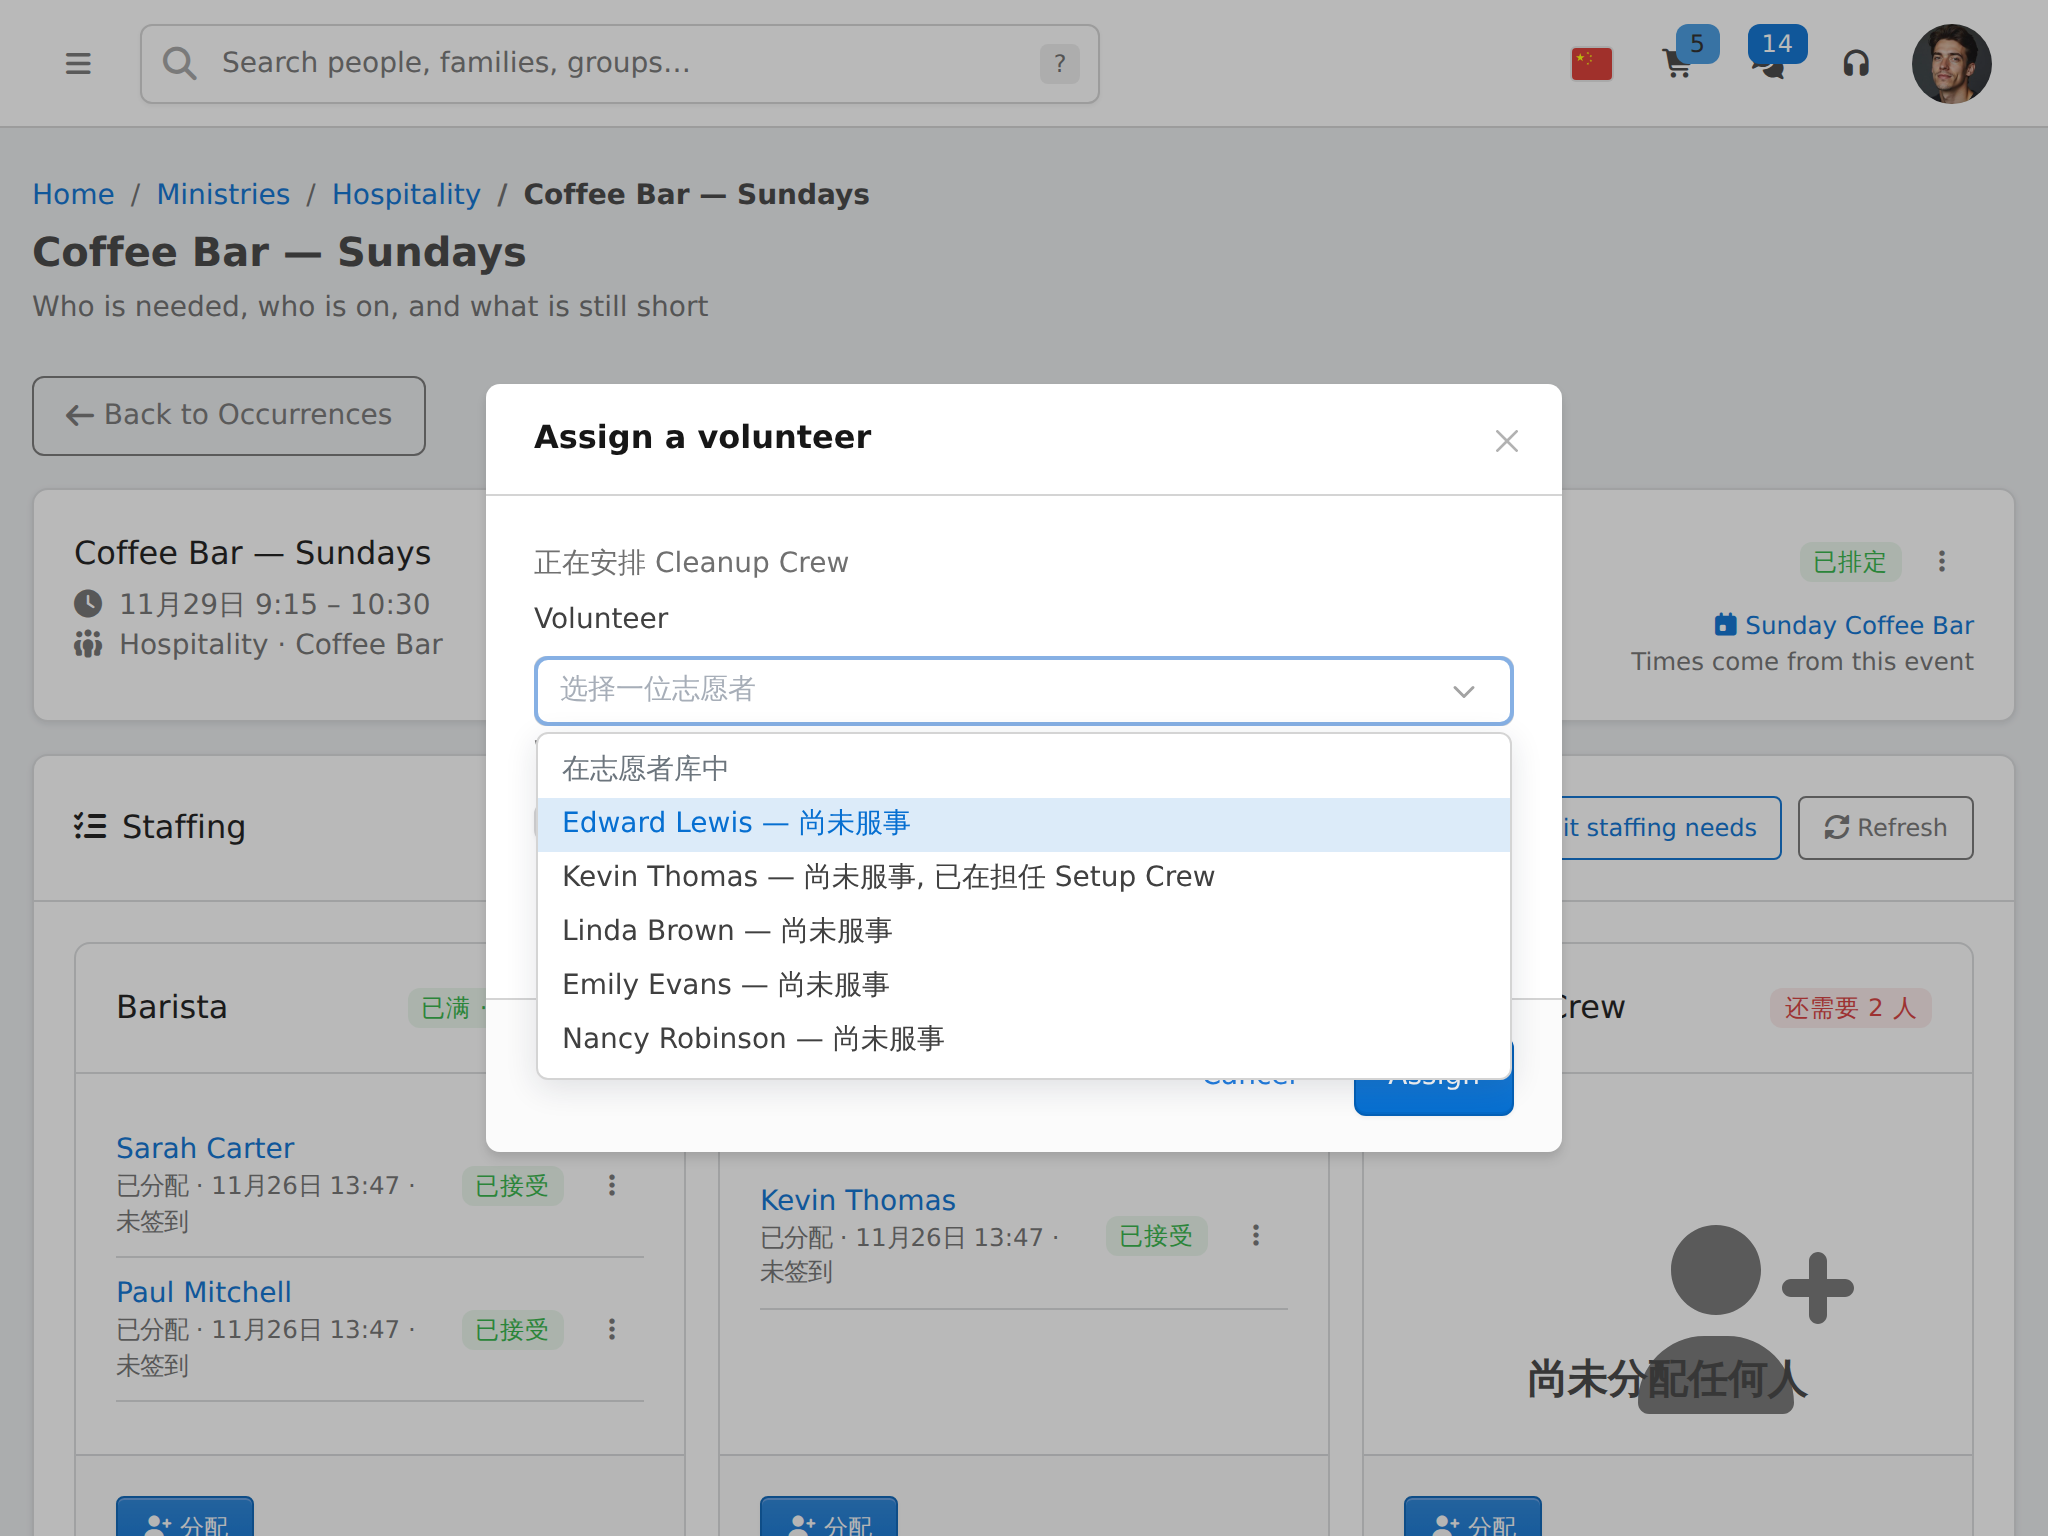 Search people, families, groups...
?
5
14
Home / Ministries / Hospitality / Coffee Bar — Sundays
Coffee Bar — Sundays
Who is needed, who is on, and what is still short
Back to Occurrences
Assign a volunteer
正在安排 Cleanup Crew
Volunteer
选择一位志愿者
在志愿者库中
Edward Lewis — 尚未服事
Kevin Thomas — 尚未服事, 已在担任 Setup Crew
Linda Brown — 尚未服事
Emily Evans — 尚未服事
Nancy Robinson — 尚未服事
Cancel
Assign
Coffee Bar — Sundays
11月29日 9:15 – 10:30
Hospitality · Coffee Bar
已排定
Sunday Coffee Bar
Times come from this event
Staffing
it staffing needs
Refresh
Barista
已满 ·
Sarah Carter
已分配 · 11月26日 13:47 ·
未签到
已接受
Paul Mitchell
已分配 · 11月26日 13:47 ·
未签到
已接受
分配
Kevin Thomas
已分配 · 11月26日 13:47 ·
未签到
已接受
分配
Crew
还需要 2 人
尚未分配任何人
分配